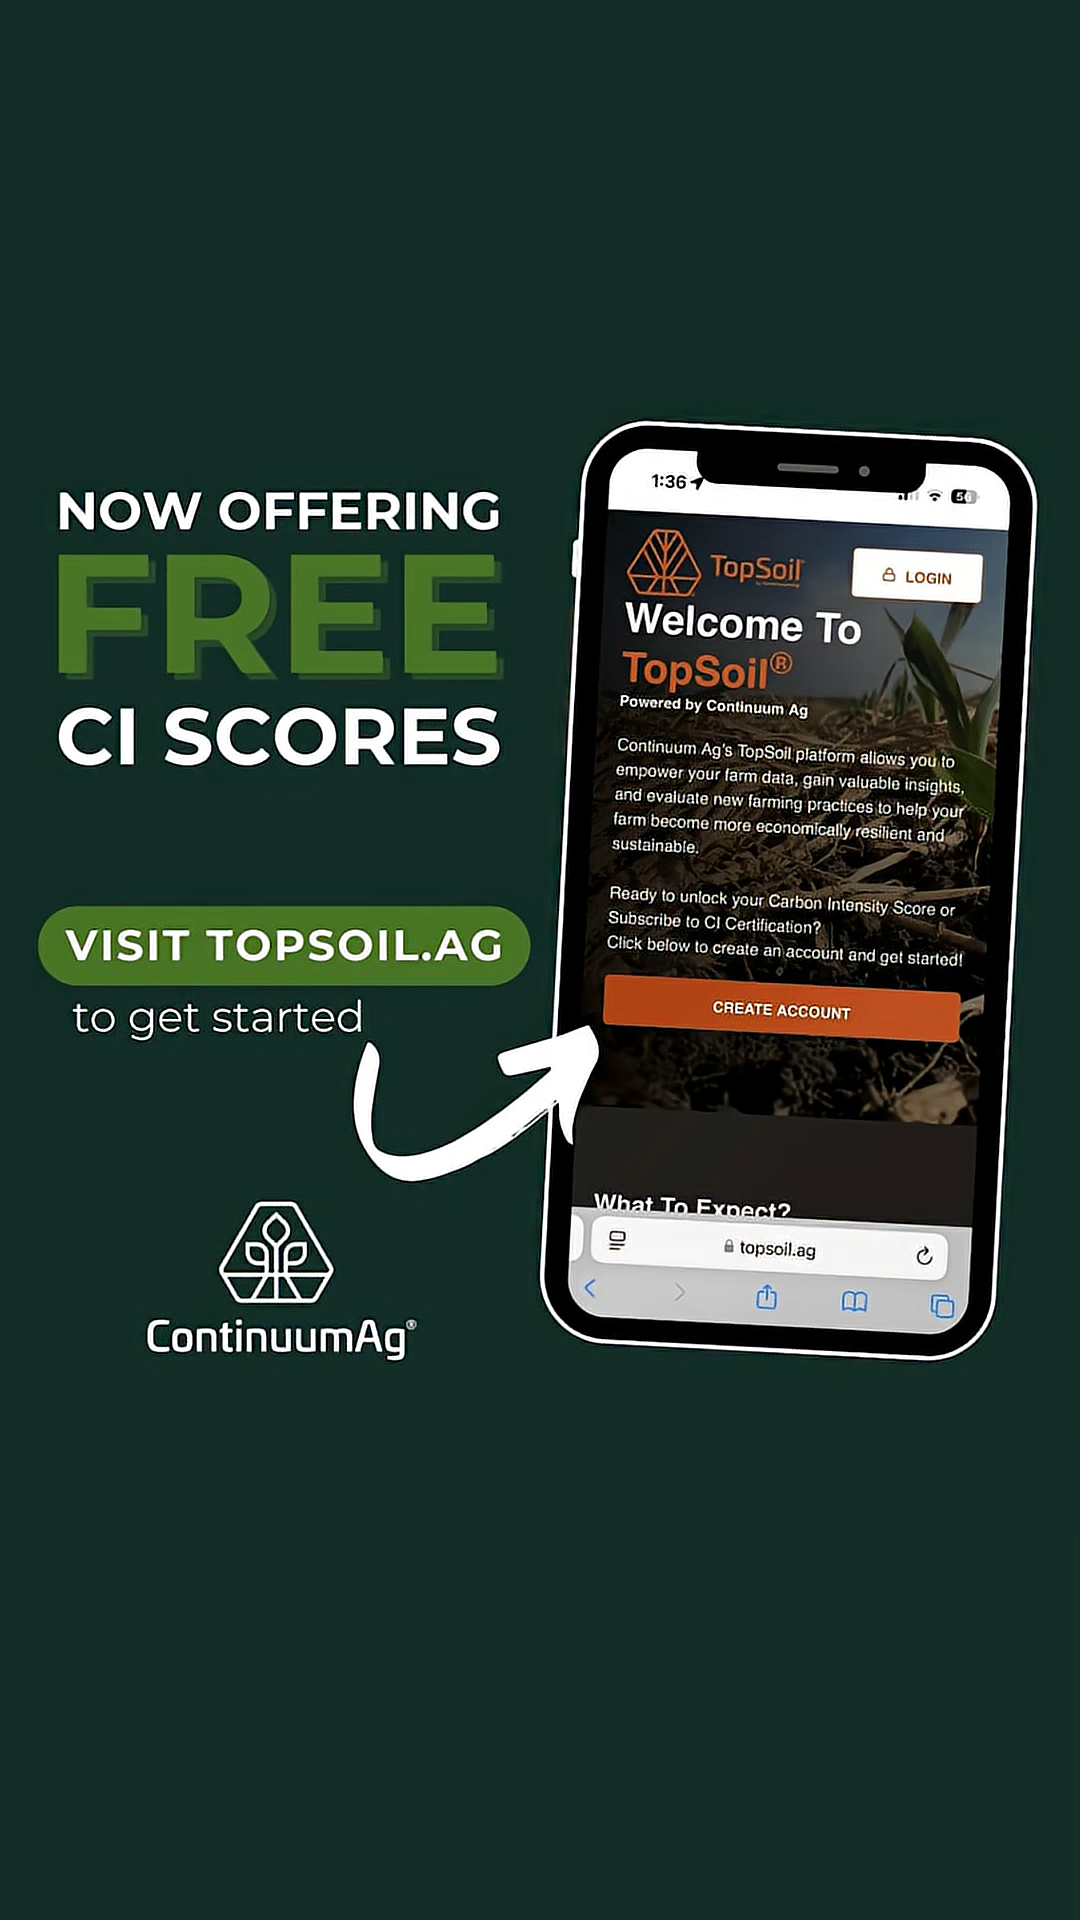 NOW OFFERING
FREE
CI SCORES
VISIT TOPSOIL.AG
to get started
ContinuumAg®
1:36
56
TopSoil
LOGIN
Welcome To
TopSoil®
Powered by Continuum Ag
Continuum Ag's TopSoil platform allows you to
empower your farm data, gain valuable insights,
and evaluate new farming practices to help your
farm become more economically resilient and
sustainable.
Ready to unlock your Carbon Intensity Score or
Subscribe to CI Certification?
Click below to create an account and get started!
CREATE ACCOUNT
What To Expect?
topsoil.ag